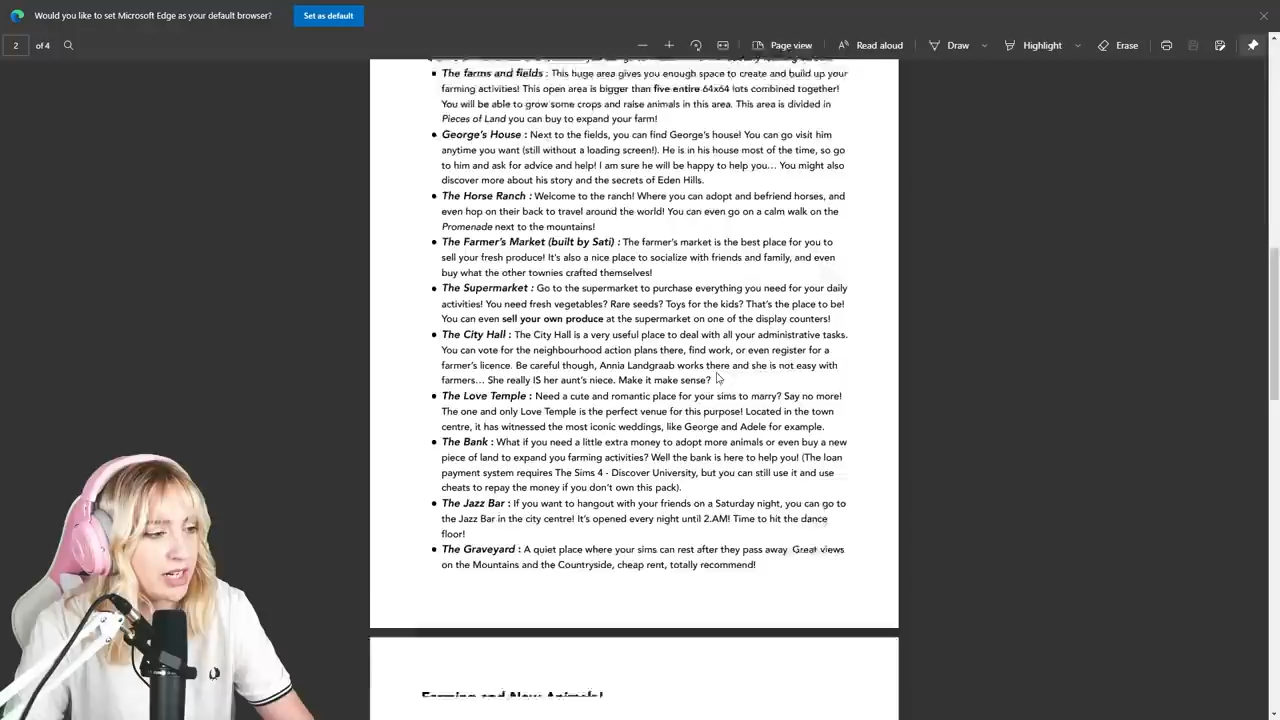 Would you like to set Microsoft Edge as your default browser?
Set as default
2 of 4
Page view
Read aloud
Draw
Highlight
Erase
The farms and fields : This huge area gives you enough space to create and build up your
farming activities! This open area is bigger than five entire 64x64 lots combined together!
You will be able to grow some crops and raise animals in this area. This area is divided in
Pieces of Land you can buy to expand your farm!
George's House : Next to the fields, you can find George's house! You can go visit him
anytime you want (still without a loading screen!). He is in his house most of the time, so go
to him and ask for advice and help! I am sure he will be happy to help you... You might also
discover more about his story and the secrets of Eden Hills.
The Horse Ranch : Welcome to the ranch! Where you can adopt and befriend horses, and
even hop on their back to travel around the world! You can even go on a calm walk on the
Promenade next to the mountains!
The Farmer's Market (built by Sati) : The farmer's market is the best place for you to
sell your fresh produce! It's also a nice place to socialize with friends and family, and even
buy what the other townies crafted themselves!
The Supermarket : Go to the supermarket to purchase everything you need for your daily
activities! You need fresh vegetables? Rare seeds? Toys for the kids? That's the place to be!
You can even sell your own produce at the supermarket on one of the display counters!
The City Hall : The City Hall is a very useful place to deal with all your administrative tasks.
You can vote for the neighbourhood action plans there, find work, or even register for a
farmer's licence. Be careful though, Annia Landgraab works there and she is not easy with
farmers... She really IS her aunt's niece. Make it make sense?
The Love Temple : Need a cute and romantic place for your sims to marry? Say no more!
The one and only Love Temple is the perfect venue for this purpose! Located in the town
centre, it has witnessed the most iconic weddings, like George and Adele for example.
The Bank : What if you need a little extra money to adopt more animals or even buy a new
piece of land to expand you farming activities? Well the bank is here to help you! (The loan
payment system requires The Sims 4 - Discover University, but you can still use it and use
cheats to repay the money if you don't own this pack).
The Jazz Bar : If you want to hangout with your friends on a Saturday night, you can go to
the Jazz Bar in the city centre! It's opened every night until 2.AM! Time to hit the dance
floor!
The Graveyard : A quiet place where your sims can rest after they pass away. Great views
on the Mountains and the Countryside, cheap rent, totally recommend!
Farming and New Animals!